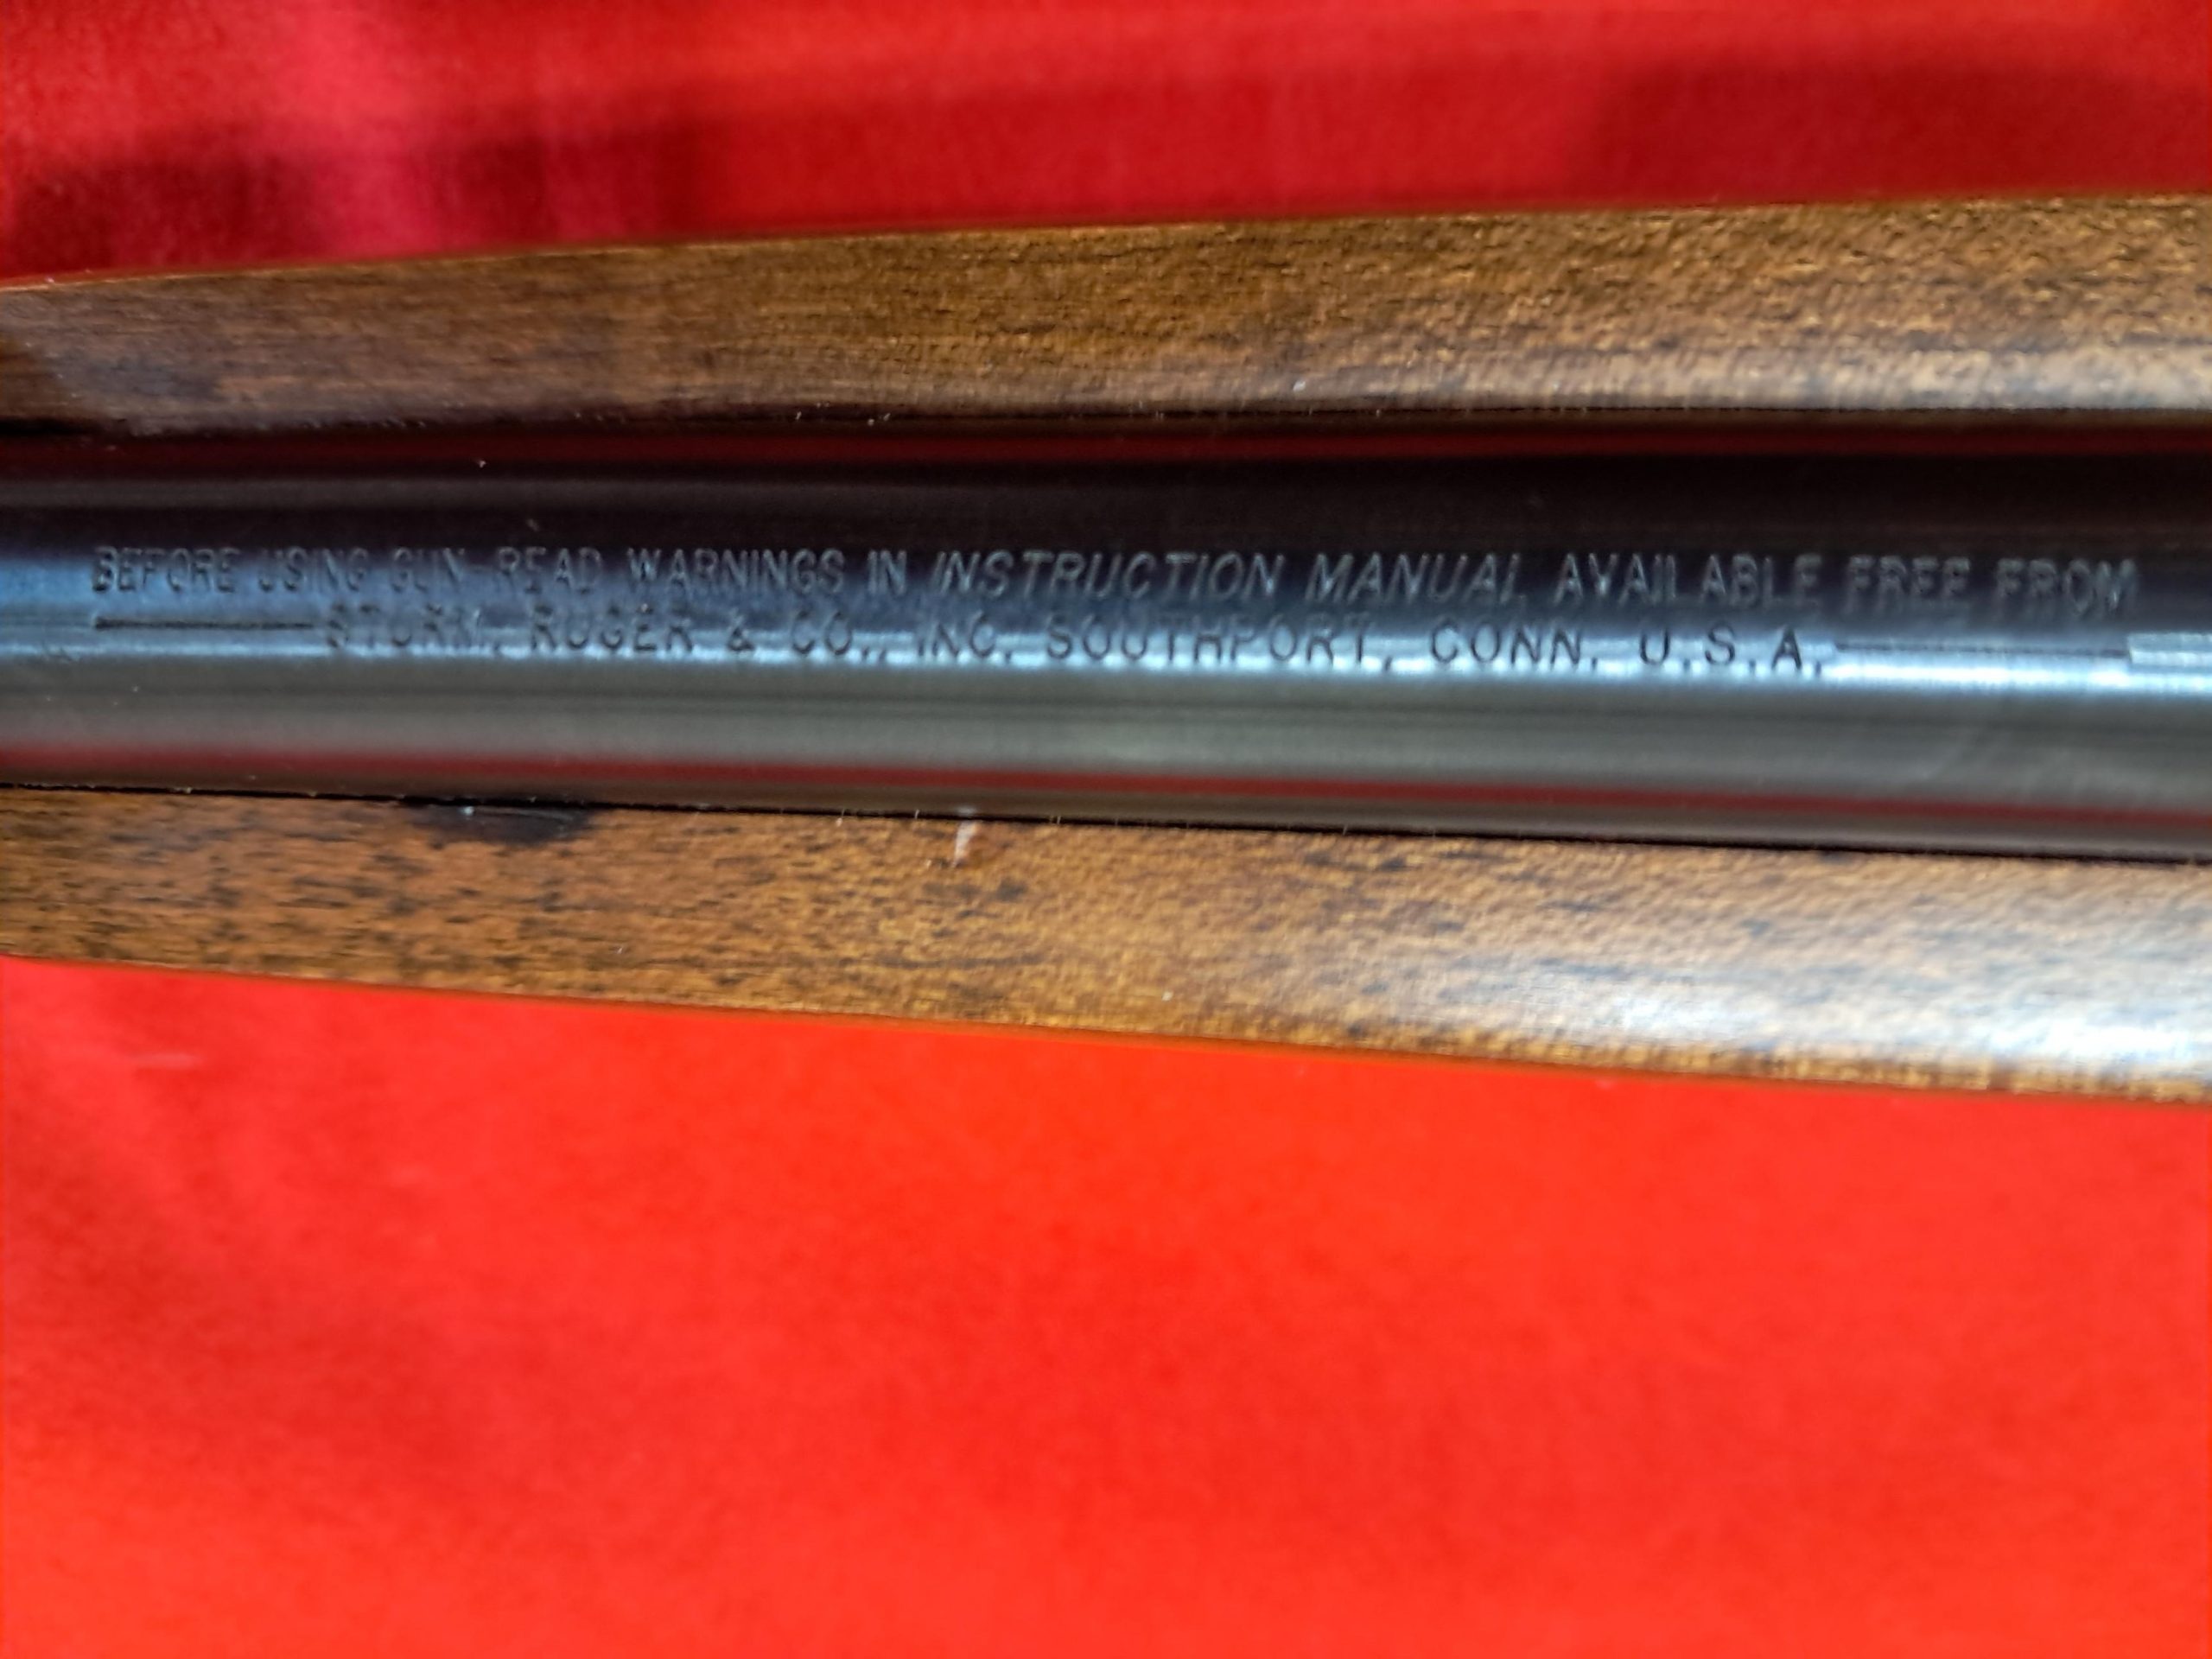 BEFORE USING GUN-READ WARNINGS IN INSTRUCTION MANUAL AVAILABLE FREE FROM
STURM, RUGER & CO., INC. SOUTHPORT, CONN. U.S.A.